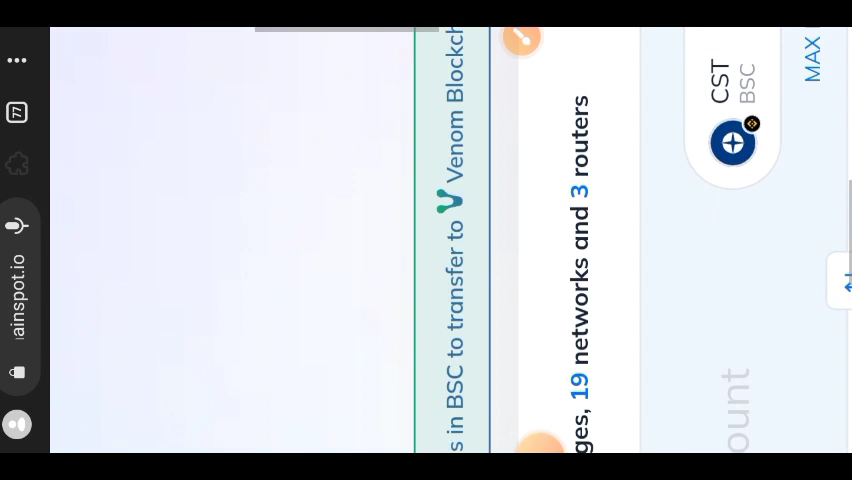 77
ainspot.io
s in BSC to transfer to Venom Blockch
ges, 19 networks and 3 routers
CST
BSC
ount
MAX